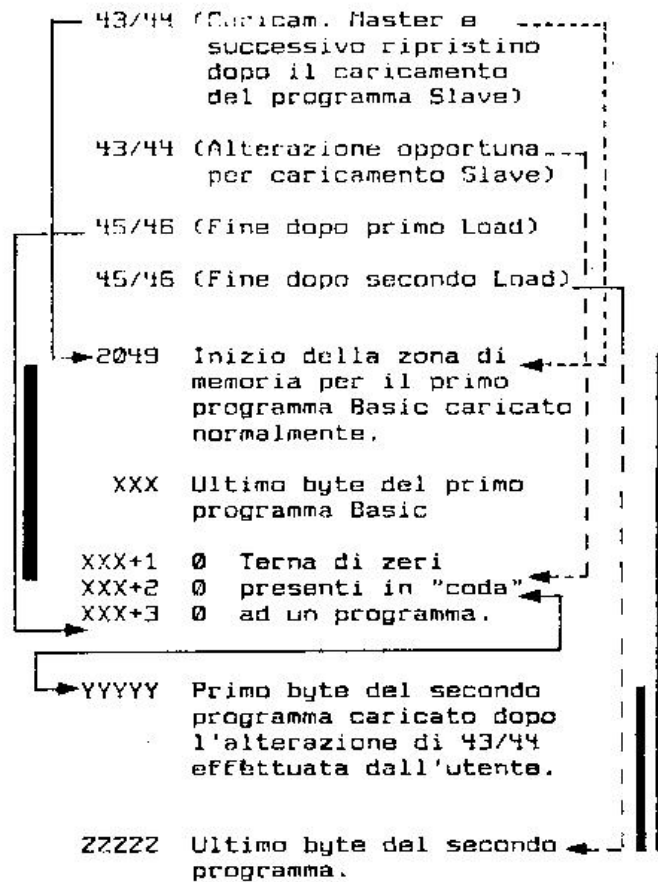 43/44 (Caricam. Master e
successivo ripristino
dopo il caricamento
del programma Slave)
43/44 (Alterazione opportuna
per caricamento Slave)
45/46 (Fine dopo primo Load)
45/46 (Fine dopo secondo Load)
2049 Inizio della zona di
memoria per il primo
programma Basic caricato
normalmente.
XXX Ultimo byte del primo
programma Basic
XXX+1 0 Terna di zeri
XXX+2 0 presenti in "coda"
XXX+3 0 ad un programma.
YYYYY Primo byte del secondo
programma caricato dopo
l'alterazione di 43/44
effettuata dall'utente.
ZZZZZ Ultimo byte del secondo
programma.